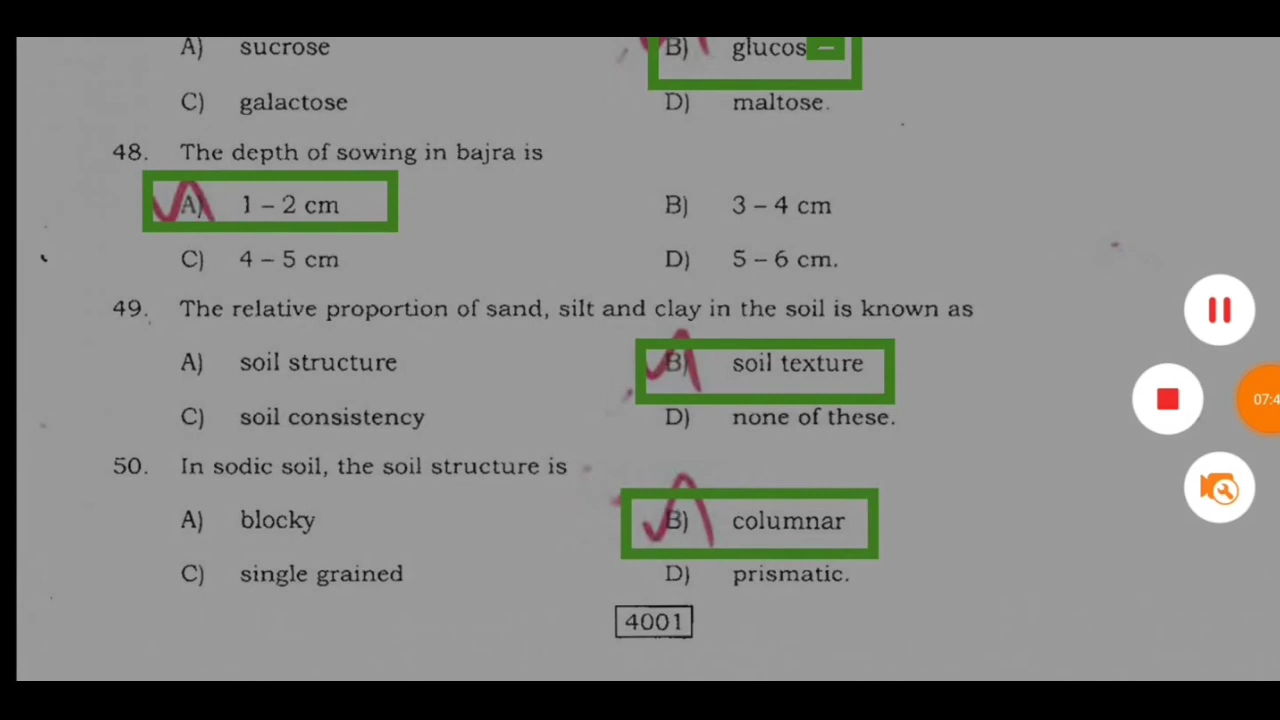 A) sucrose B) glucos
C) galactose D) maltose.
48. The depth of sowing in bajra is
A) 1 – 2 cm B) 3 – 4 cm
C) 4 – 5 cm D) 5 – 6 cm.
49. The relative proportion of sand, silt and clay in the soil is known as
A) soil structure B) soil texture
C) soil consistency D) none of these.
50. In sodic soil, the soil structure is
A) blocky B) columnar
C) single grained D) prismatic.
4001
07:4